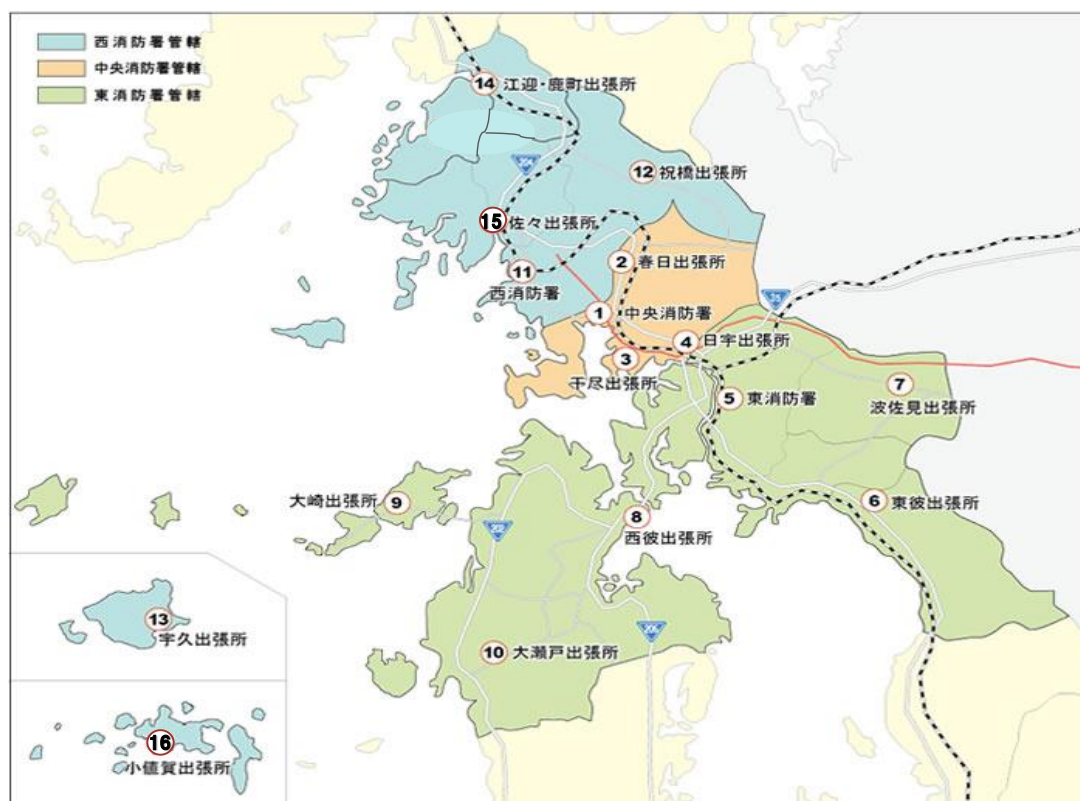 西消防署管轄
中央消防署管轄
東消防署管轄
14 江迎・鹿町出張所
204
12 祝橋出張所
15 佐々出張所
2 春日出張所
11
西消防署
35
1 中央消防署
4 日宇出張所
3
干尽出張所
5 東消防署
7
波佐見出張所
大崎出張所 9
6 東彼出張所
8
西彼出張所
202
13
宇久出張所
206
10 大瀬戸出張所
16
小値賀出張所